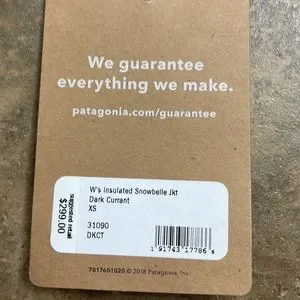 We guarantee
everything we make.
patagonia.com/guarantee
W's Insulated Snowbelle Jkt
Dark Currant
XS
31090
DKCT
1 91743 17786 6
suggested retail
$299.00
7017601020 © 2018 Patagonia, Inc.